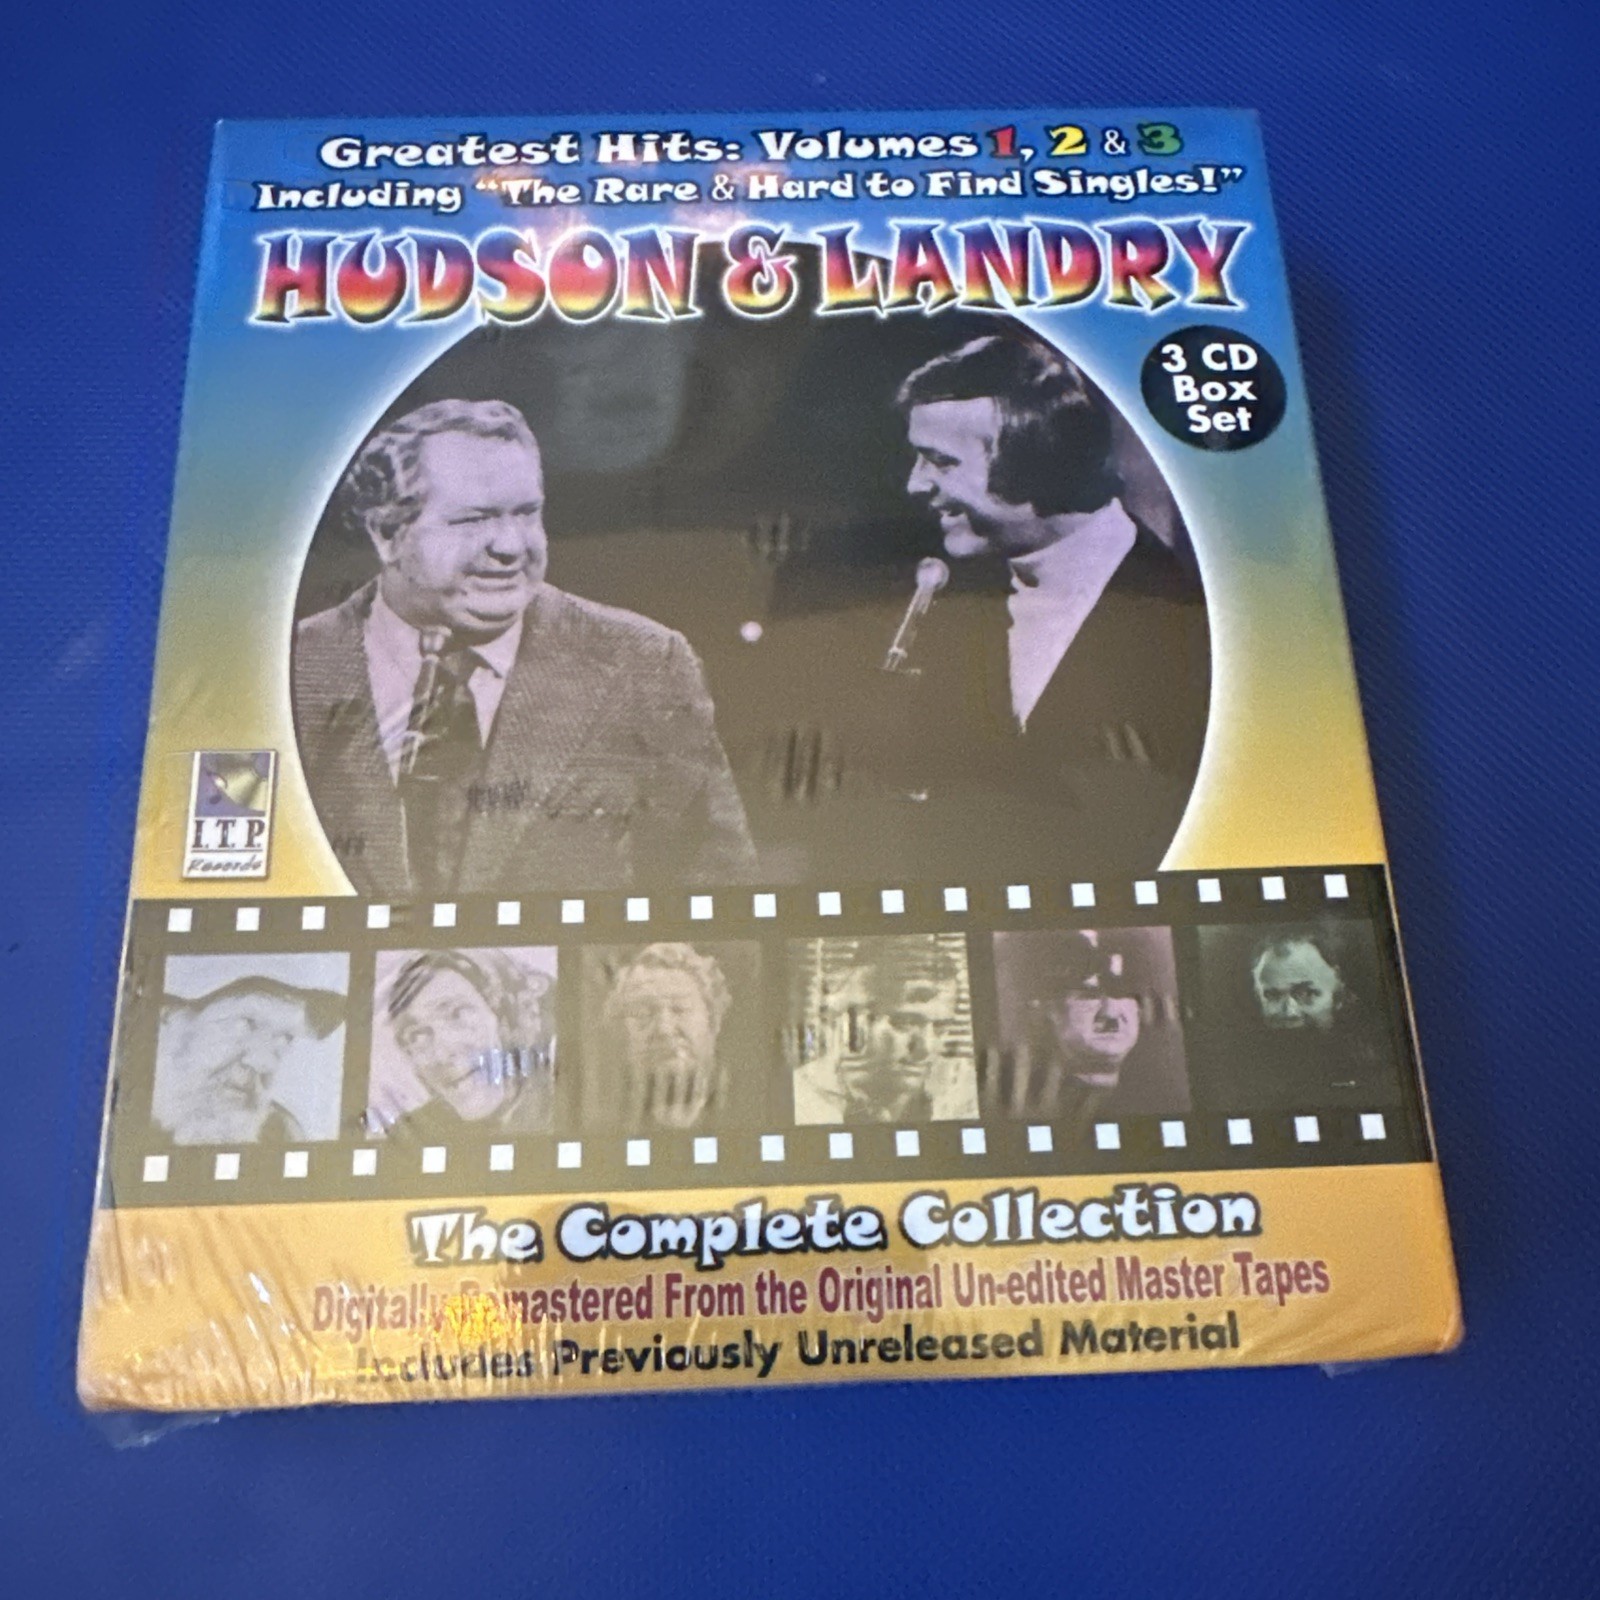 Greatest Hits: Volumes 1, 2 & 3
Including "The Rare & Hard to Find Singles!"
HUDSON & LANDRY
3 CD
Box
Set
I.T.P.
Records
The Complete Collection
Digitally Remastered From the Original Un-edited Master Tapes
Includes Previously Unreleased Material